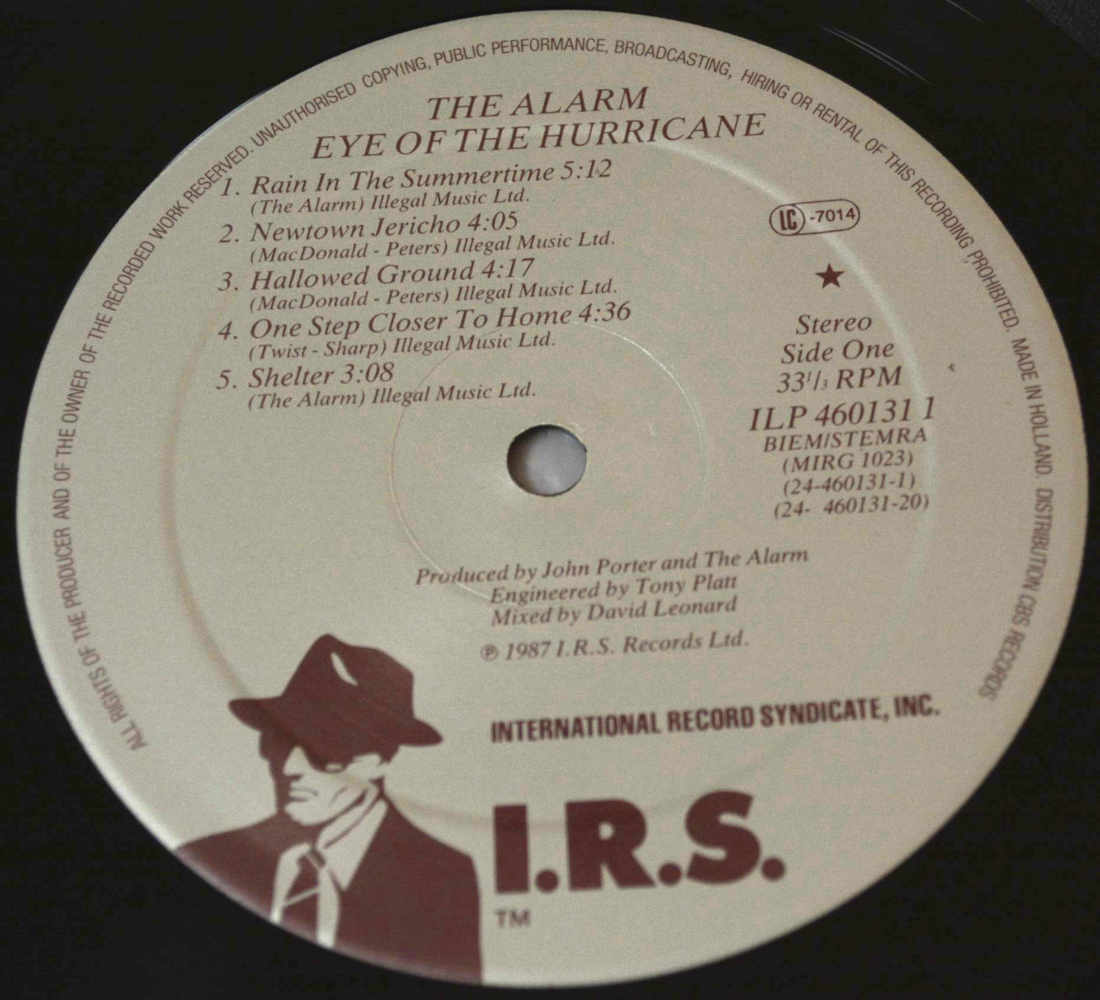 ALL RIGHTS OF THE PRODUCER AND OF THE OWNER OF THE RECORDED WORK RESERVED. UNAUTHORISED COPYING, PUBLIC PERFORMANCE, BROADCASTING, HIRING OR RENTAL OF THIS RECORDING PROHIBITED. MADE IN HOLLAND. DISTRIBUTION CBS RECORDS
THE ALARM
EYE OF THE HURRICANE
1. Rain In The Summertime 5:12
(The Alarm) Illegal Music Ltd.
2. Newtown Jericho 4:05
(MacDonald - Peters) Illegal Music Ltd.
3. Hallowed Ground 4:17
(MacDonald - Peters) Illegal Music Ltd.
4. One Step Closer To Home 4:36
(Twist - Sharp) Illegal Music Ltd.
5. Shelter 3:08
(The Alarm) Illegal Music Ltd.
LC -7014
Stereo
Side One
33 1/3 RPM
ILP 460131 1
BIEM/STEMRA
(MIRG 1023)
(24-460131-1)
(24- 460131-20)
Produced by John Porter and The Alarm
Engineered by Tony Platt
Mixed by David Leonard
℗ 1987 I.R.S. Records Ltd.
INTERNATIONAL RECORD SYNDICATE, INC.
I.R.S.
TM